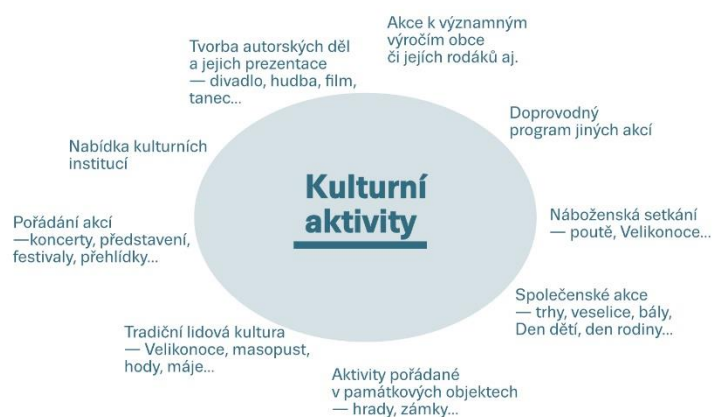 Akce k významným
výročím obce
či jejích rodáků aj.
Tvorba autorských děl
a jejich prezentace
— divadlo, hudba, film,
tanec...
Doprovodný
program jiných akcí
Nabídka kulturních
institucí
Kulturní
aktivity
Náboženská setkání
— poutě, Velikonoce...
Pořádání akcí
—koncerty, představení,
festivaly, přehlídky...
Společenské akce
— trhy, veselice, bály,
Den dětí, den rodiny...
Tradiční lidová kultura
— Velikonoce, masopust,
hody, máje...
Aktivity pořádané
v památkových objektech
— hrady, zámky...